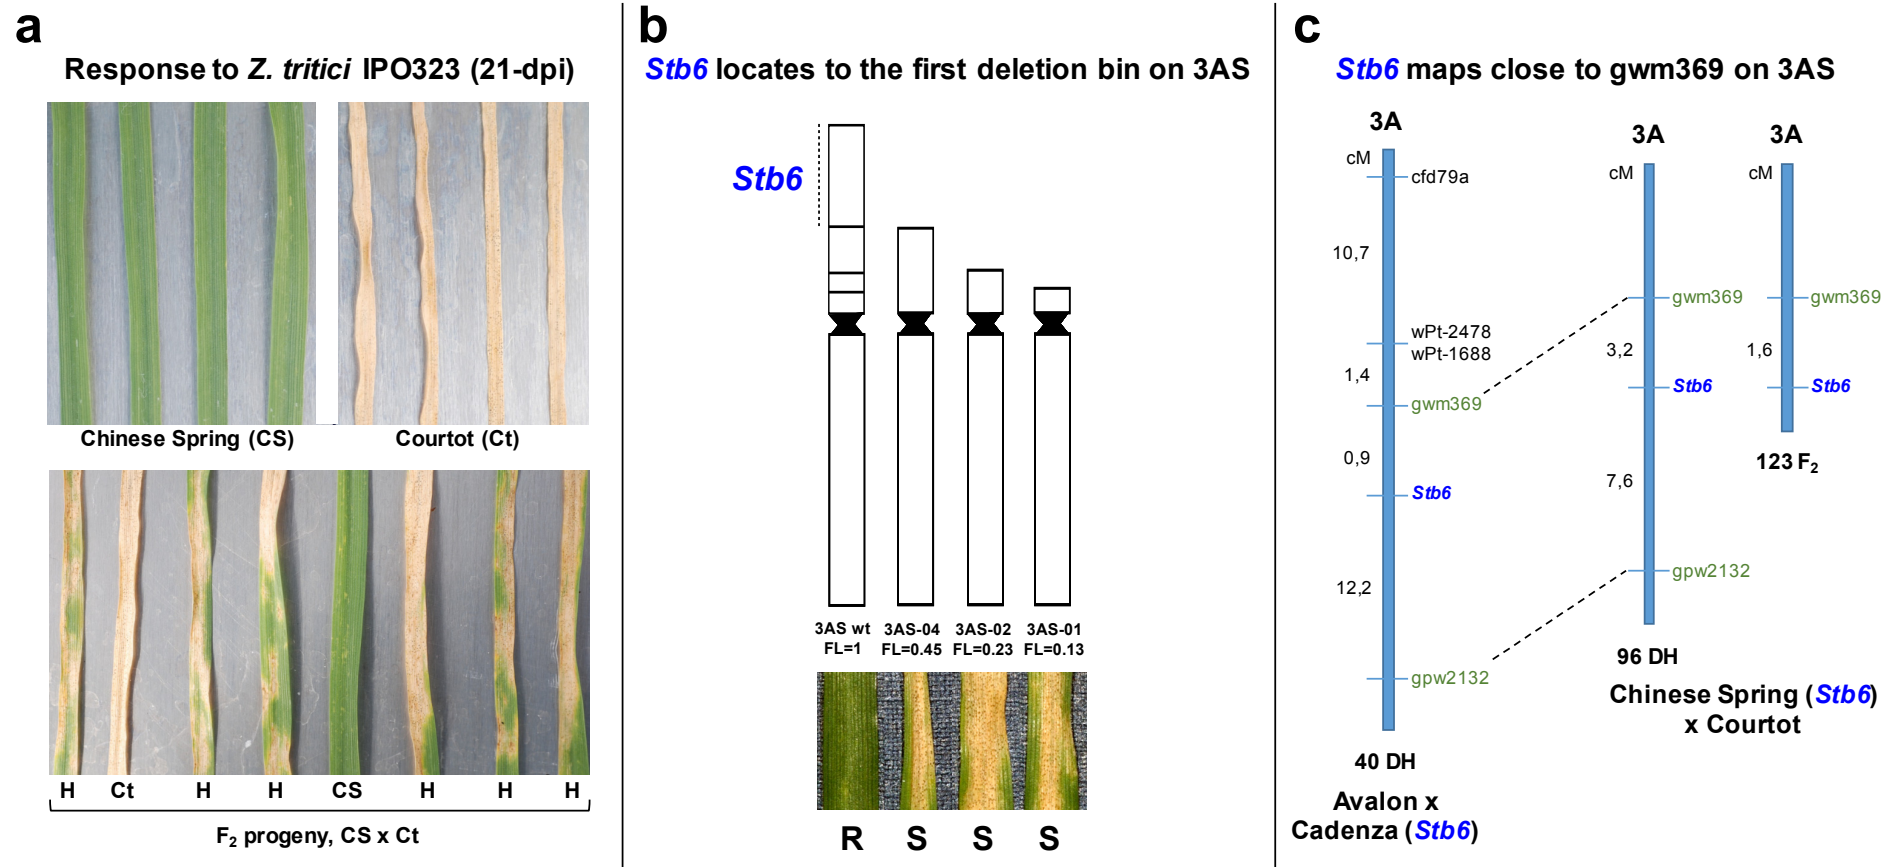 a
Response to Z. tritici IPO323 (21-dpi)
Chinese Spring (CS)
Courtot (Ct)
H Ct H H CS H H H
F2 progeny, CS x Ct
b
Stb6 locates to the first deletion bin on 3AS
Stb6
3AS wt 3AS-04 3AS-02 3AS-01
FL=1 FL=0.45 FL=0.23 FL=0.13
R S S S
c
Stb6 maps close to gwm369 on 3AS
3A
cM
cfd79a
10,7
wPt-2478
wPt-1688
1,4
gwm369
0,9
Stb6
12,2
gpw2132
40 DH
Avalon x
Cadenza (Stb6)
3A
cM
gwm369
3,2
Stb6
7,6
gpw2132
96 DH
3A
cM
gwm369
1,6
Stb6
123 F2
Chinese Spring (Stb6)
x Courtot